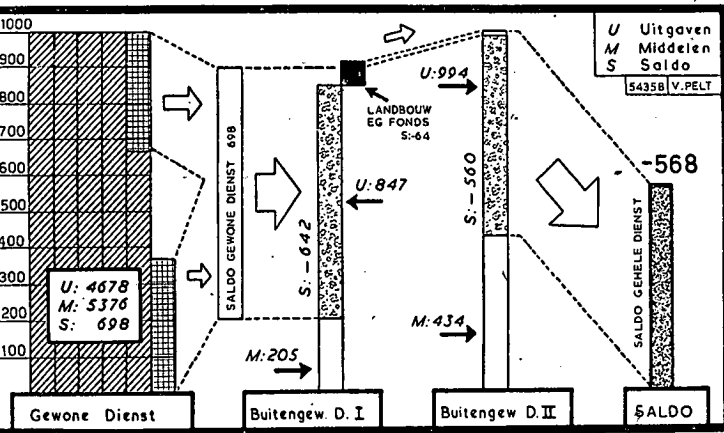 1000
900
800
700
600
500
400
300
200
100
U: 4678
M: 5376
S: 698
Gewone Dienst
SALDO GEWONE DIENST 698
LANDBOUW
EG FONDS
S:-64
U:847
S:-642
M:205
Buitengew. D. I
U:994
S:-560
M:434
Buitengew D. II
U Uitgaven
M Middelen
S Saldo
54358 V.PELT
-568
SALDO GEHELE DIENST
SALDO